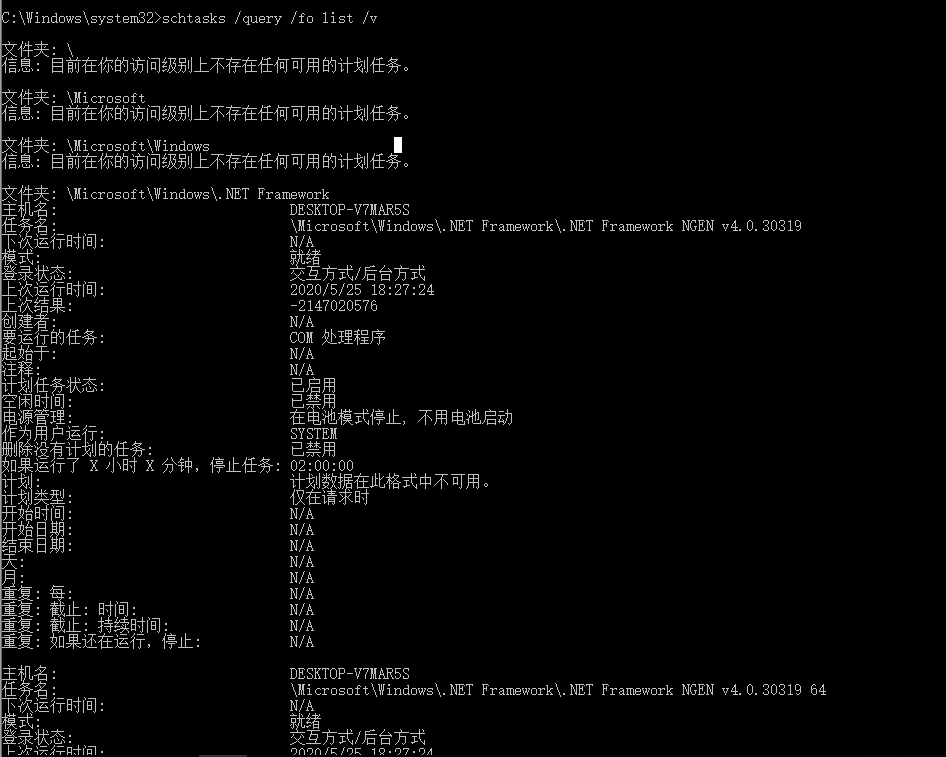 C:\Windows\system32>schtasks /query /fo list /v
文件夹: \
信息: 目前在你的访问级别上不存在任何可用的计划任务。
文件夹: \Microsoft
信息: 目前在你的访问级别上不存在任何可用的计划任务。
文件夹: \Microsoft\Windows
信息: 目前在你的访问级别上不存在任何可用的计划任务。
文件夹: \Microsoft\Windows\.NET Framework
主机名: DESKTOP-V7MAR5S
任务名: \Microsoft\Windows\.NET Framework\.NET Framework NGEN v4.0.30319
下次运行时间: N/A
模式: 就绪
登录状态: 交互方式/后台方式
上次运行时间: 2020/5/25 18:27:24
上次结果: -2147020576
创建者: N/A
要运行的任务: COM 处理程序
起始于: N/A
注释: N/A
计划任务状态: 已启用
空闲时间: 已禁用
电源管理: 在电池模式停止, 不用电池启动
作为用户运行: SYSTEM
删除没有计划的任务: 已禁用
如果运行了 X 小时 X 分钟，停止任务: 02:00:00
计划: 计划数据在此格式中不可用。
计划类型: 仅在请求时
开始时间: N/A
开始日期: N/A
结束日期: N/A
天: N/A
月: N/A
重复: 每: N/A
重复: 截止: 时间: N/A
重复: 截止: 持续时间: N/A
重复: 如果还在运行，停止: N/A
主机名: DESKTOP-V7MAR5S
任务名: \Microsoft\Windows\.NET Framework\.NET Framework NGEN v4.0.30319 64
下次运行时间: N/A
模式: 就绪
登录状态: 交互方式/后台方式
上次运行时间: 2020/5/25 18:27:24